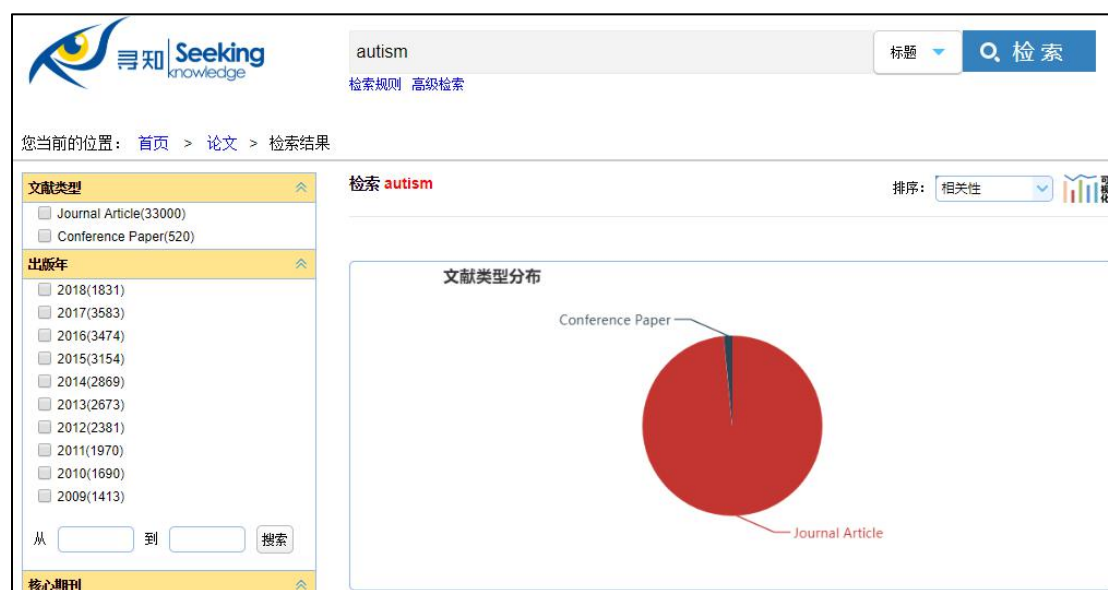 寻知 Seeking
knowledge
autism
标题
检索
检索规则 高级检索
您当前的位置： 首页 > 论文 > 检索结果
文献类型
Journal Article(33000)
Conference Paper(520)
出版年
2018(1831)
2017(3583)
2016(3474)
2015(3154)
2014(2869)
2013(2673)
2012(2381)
2011(1970)
2010(1690)
2009(1413)
从 到 搜索
核心期刊
检索 autism
排序： 相关性
可视化
文献类型分布
Conference Paper
Journal Article